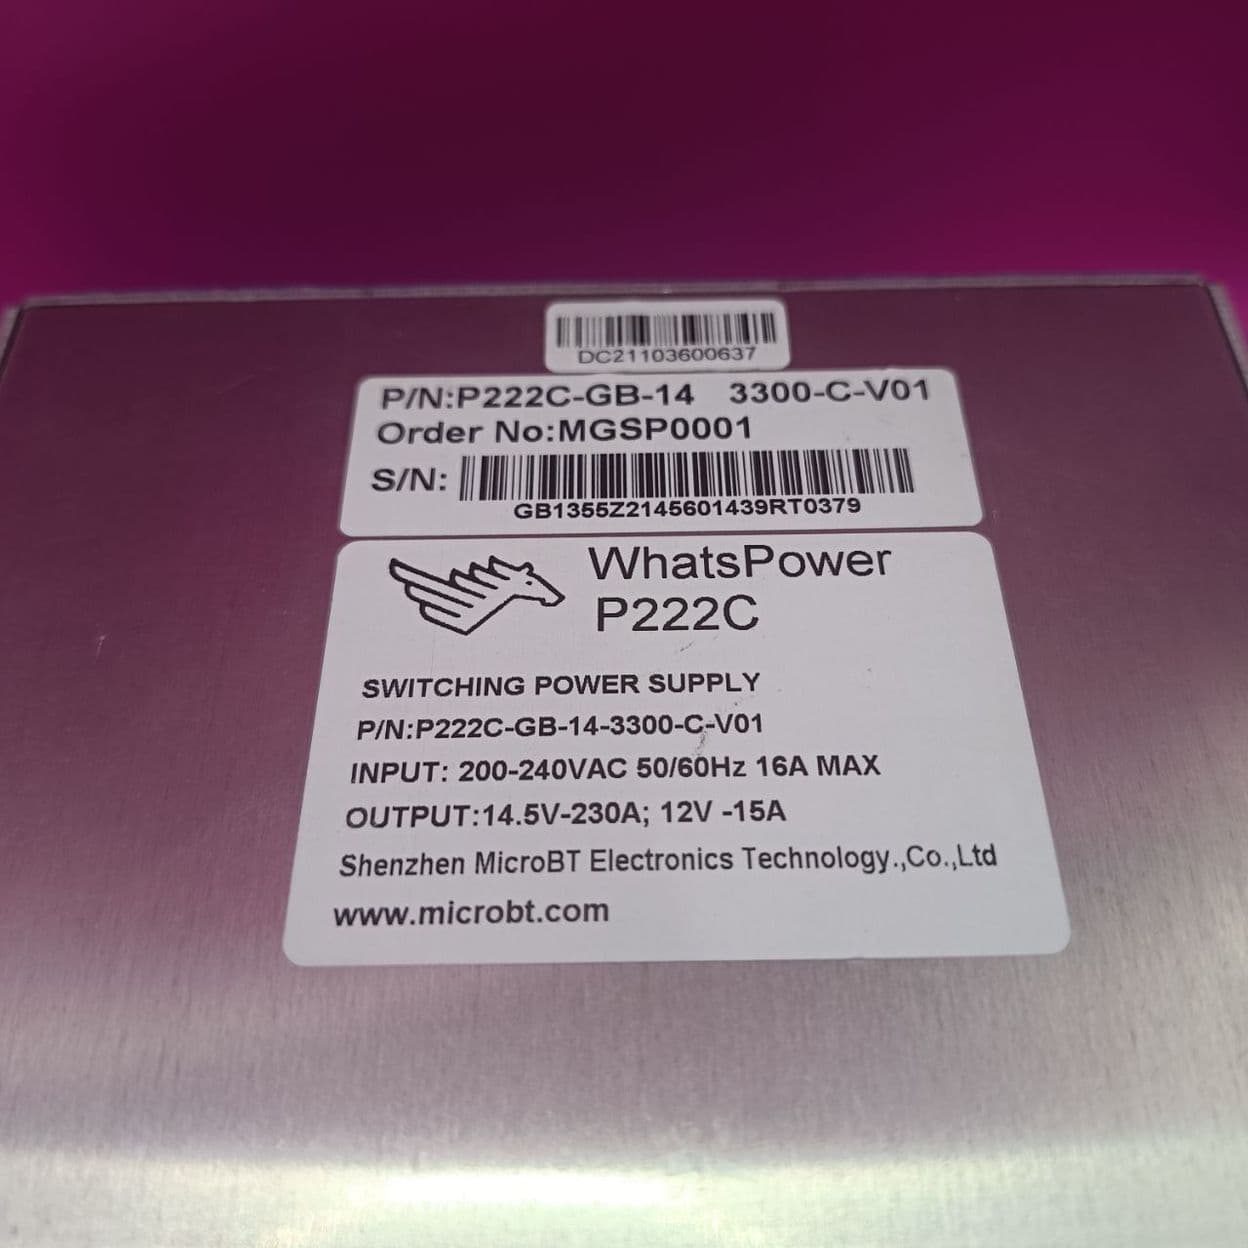 DC21103600637
P/N:P222C-GB-14 3300-C-V01
Order No:MGSP0001
S/N:
GB1355Z2145601439RT0379
WhatsPower
P222C
SWITCHING POWER SUPPLY
P/N:P222C-GB-14-3300-C-V01
INPUT: 200-240VAC 50/60Hz 16A MAX
OUTPUT:14.5V-230A; 12V -15A
Shenzhen MicroBT Electronics Technology.,Co.,Ltd
www.microbt.com